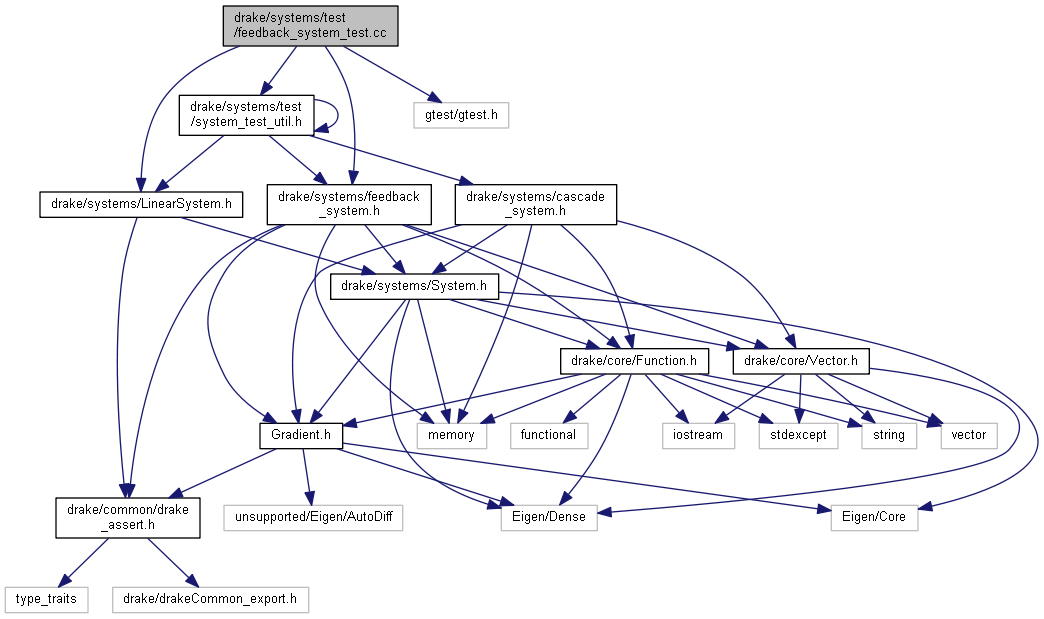 drake/systems/test
/feedback_system_test.cc
drake/systems/test
/system_test_util.h
gtest/gtest.h
drake/systems/LinearSystem.h
drake/systems/feedback
_system.h
drake/systems/cascade
_system.h
drake/systems/System.h
drake/core/Function.h
drake/core/Vector.h
Gradient.h
memory
functional
iostream
stdexcept
string
vector
drake/common/drake
_assert.h
unsupported/Eigen/AutoDiff
Eigen/Dense
Eigen/Core
type_traits
drake/drakeCommon_export.h